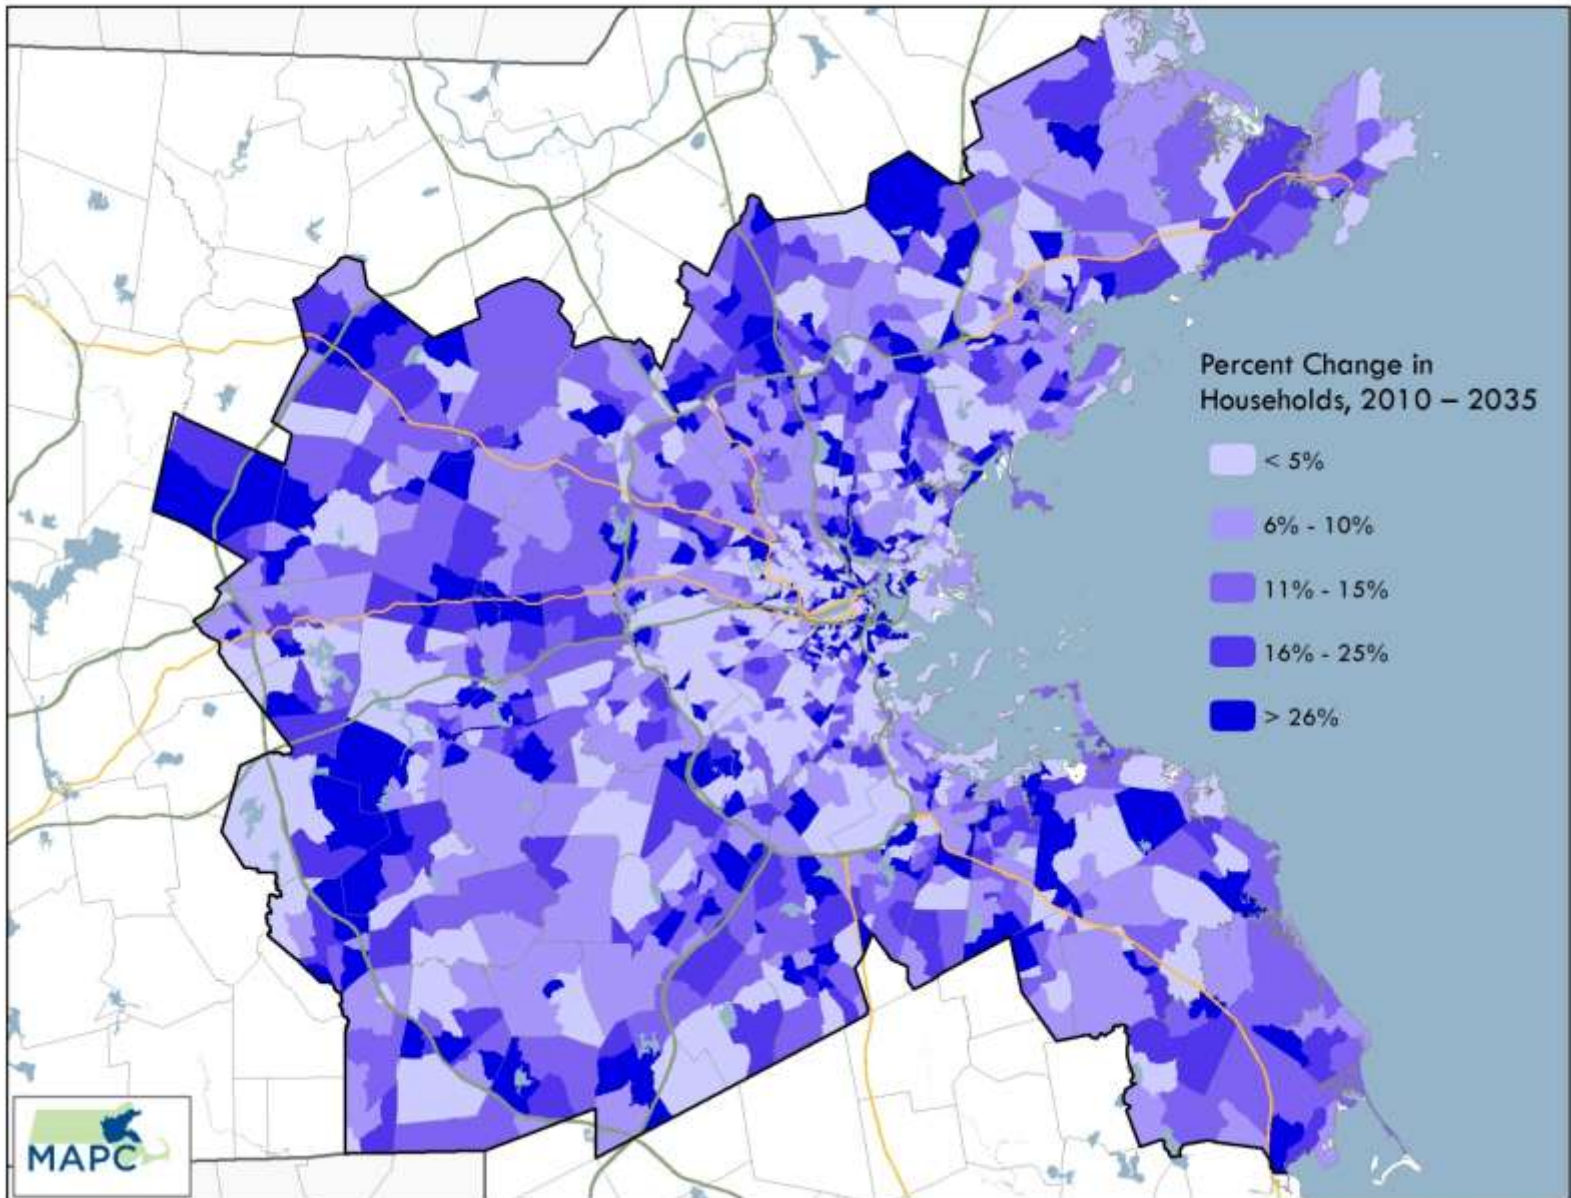 Percent Change in
Households, 2010 – 2035
< 5%
6% - 10%
11% - 15%
16% - 25%
> 26%
MAPC